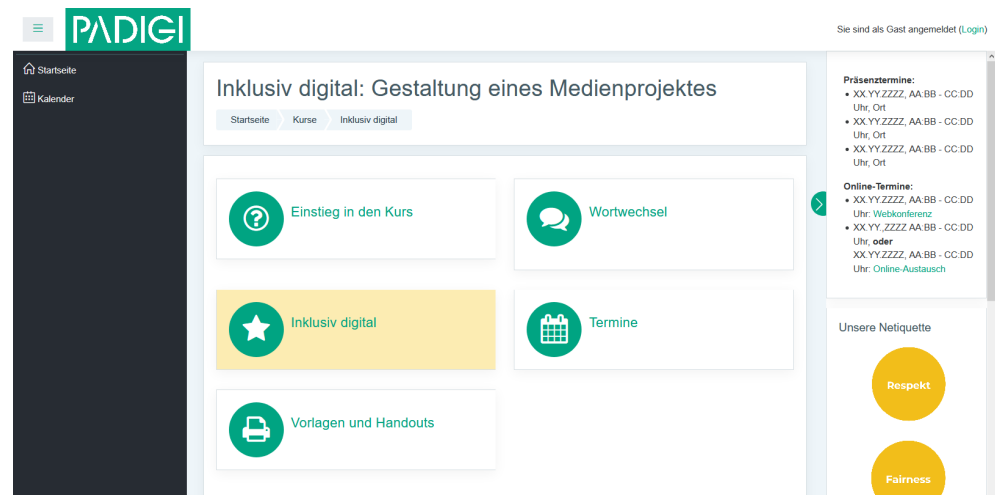 PADIGI
Sie sind als Gast angemeldet (Login)
Startseite
Kalender
Inklusiv digital: Gestaltung eines Medienprojektes
Startseite
Kurse
Inklusiv digital
Einstieg in den Kurs
Wortwechsel
Inklusiv digital
Termine
Vorlagen und Handouts
Präsenztermine:
XX.YY.ZZZZ, AA:BB - CC:DD
Uhr, Ort
XX.YY.ZZZZ, AA:BB - CC:DD
Uhr, Ort
XX.YY.ZZZZ, AA:BB - CC:DD
Uhr, Ort
Online-Termine:
XX.YY.ZZZZ, AA:BB - CC:DD
Uhr: Webkonferenz
XX.YY.,ZZZZ AA:BB - CC:DD
Uhr, oder
XX.YY.ZZZZ, AA:BB - CC:DD
Uhr: Online-Austausch
Unsere Netiquette
Respekt
Fairness